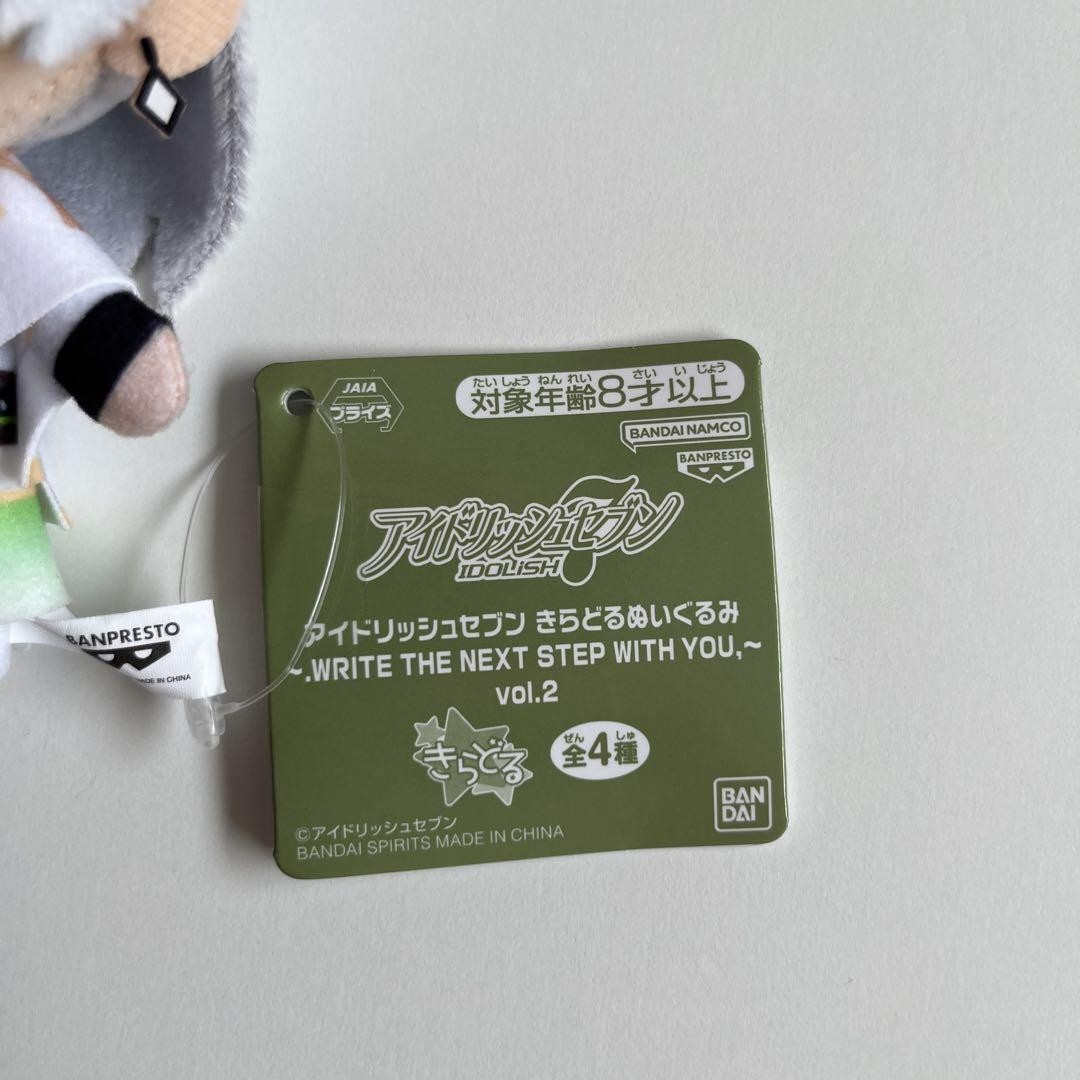 JAIA
プライズ
たいしょう ねん れい さい い じょう
対象年齢8才以上
BANDAI NAMCO
BANPRESTO
アイドリッシュセブン
IDOLiSH7
アイドリッシュセブン きらどるぬいぐるみ
~.WRITE THE NEXT STEP WITH YOU,~
vol.2
きらどる
ぜん しゅ
全4種
BAN
DAI
©アイドリッシュセブン
BANDAI SPIRITS MADE IN CHINA
BANPRESTO
MADE IN CHINA